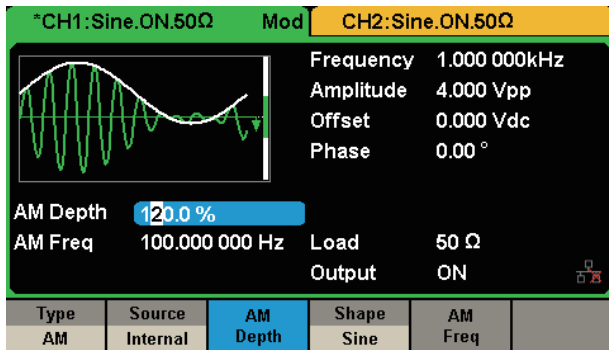 *CH1:Sine.ON.50Ω Mod CH2:Sine.ON.50Ω
Frequency 1.000 000kHz
Amplitude 4.000 Vpp
Offset 0.000 Vdc
Phase 0.00 °
AM Depth 120.0 %
AM Freq 100.000 000 Hz Load 50 Ω
Output ON
Type Source AM Depth Shape AM Freq
AM Internal Sine